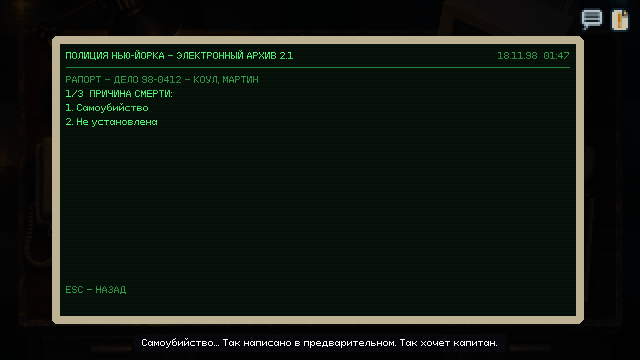 ПОЛИЦИЯ НЬЮ-ЙОРКА – ЭЛЕКТРОННЫЙ АРХИВ 2.1 18.11.98 01:47
РАПОРТ – ДЕЛО 98-0412 – КОУЛ, МАРТИН
1/3 ПРИЧИНА СМЕРТИ:
1. Самоубийство
2. Не установлена
ESC – НАЗАД
Самоубийство... Так написано в предварительном. Так хочет капитан.